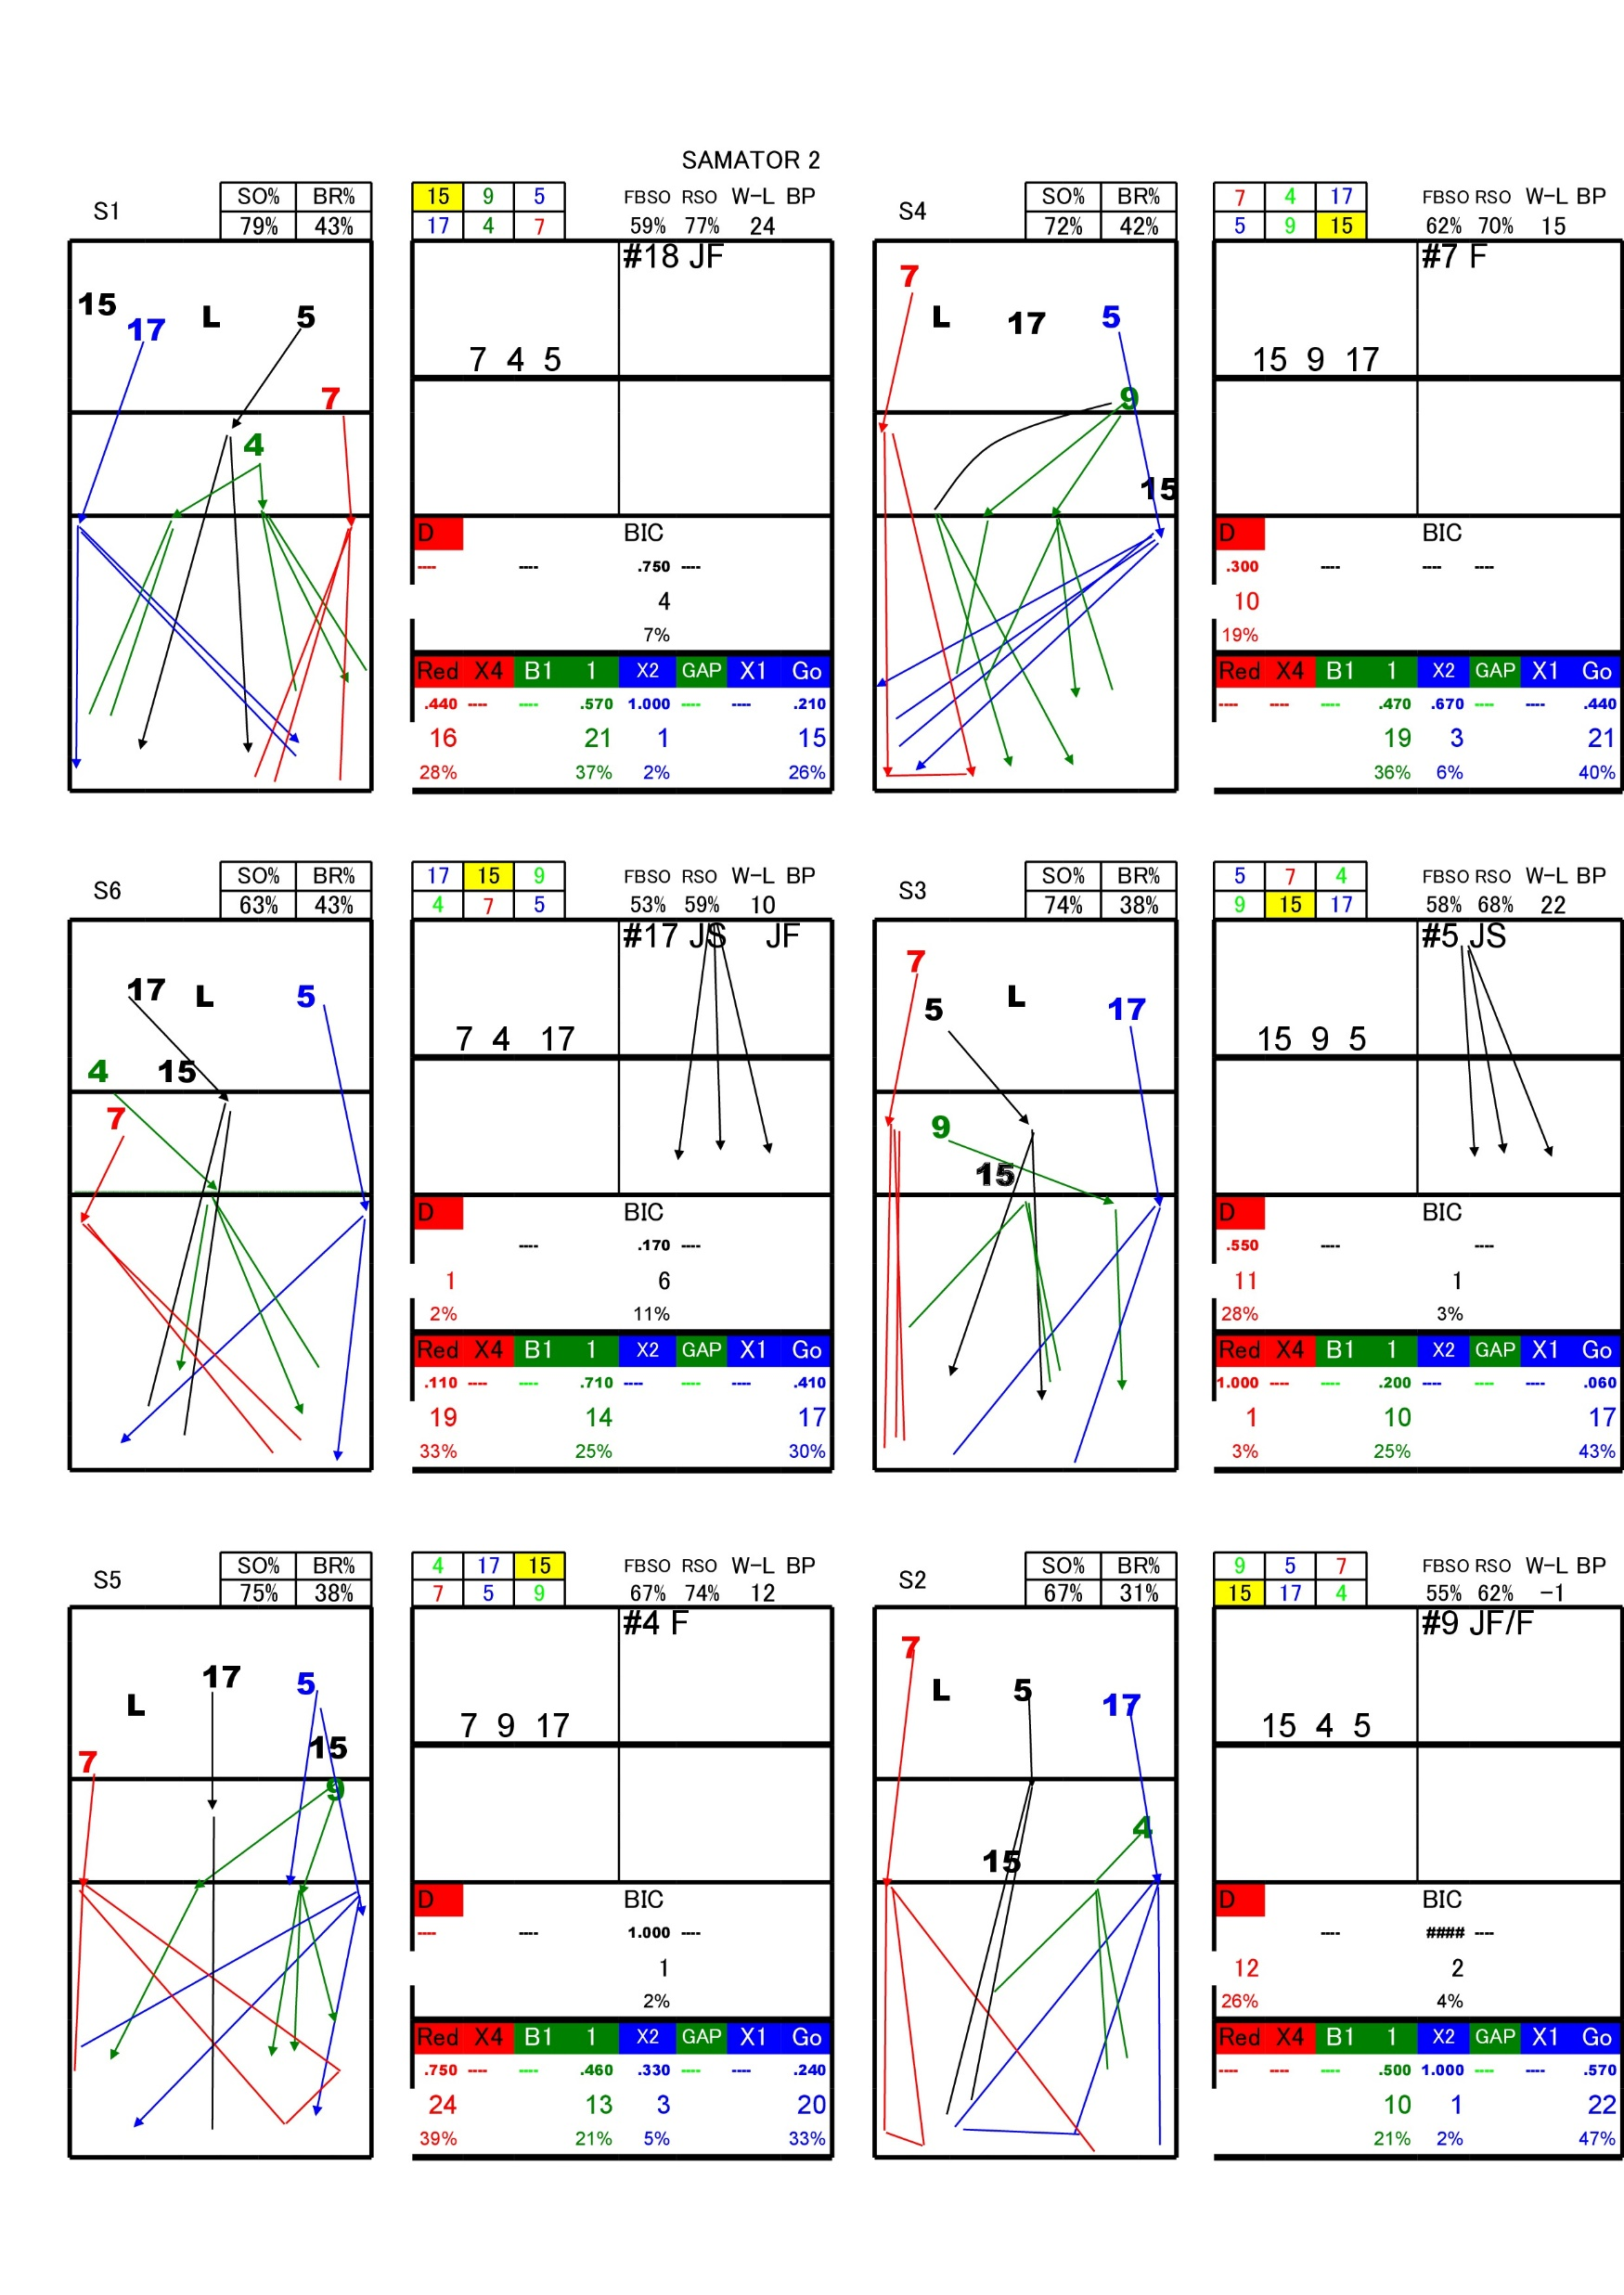 SAMATOR 2
S1 SO% BR% 15 9 5 FBSO RSO W-L BP
79% 43% 17 4 7 59% 77% 24
#18 JF
15 17 L 5
7 4 5
7
4
D BIC
---- ---- .750 ----
4
7%
Red X4 B1 1 X2 GAP X1 Go
.440 ---- ---- .570 1.000 ---- ---- .210
16 21 1 15
28% 37% 2% 26%
S4 SO% BR% 7 4 17 FBSO RSO W-L BP
72% 42% 5 9 15 62% 70% 15
#7 F
7
L 17 5
15 9 17
9
15
D BIC
.300 ---- ---- ----
10
19%
Red X4 B1 1 X2 GAP X1 Go
---- ---- ---- .470 .670 ---- ---- .440
19 3 21
36% 6% 40%
S6 SO% BR% 17 15 9 FBSO RSO W-L BP
63% 43% 4 7 5 53% 59% 10
#17 JS JF
17 L 5
7 4 17
4 15
7
D BIC
---- .170 ----
1 6
2% 11%
Red X4 B1 1 X2 GAP X1 Go
.110 ---- ---- .710 ---- ---- ---- .410
19 14 17
33% 25% 30%
S3 SO% BR% 5 7 4 FBSO RSO W-L BP
74% 38% 9 15 17 58% 68% 22
#5 JS
7
5 L 17
15 9 5
9
15
D BIC
.550 ---- ----
11 1
28% 3%
Red X4 B1 1 X2 GAP X1 Go
1.000 ---- ---- .200 ---- ---- ---- .060
1 10 17
3% 25% 43%
S5 SO% BR% 4 17 15 FBSO RSO W-L BP
75% 38% 7 5 9 67% 74% 12
#4 F
L 17 5
7 9 17
7 15
9
D BIC
---- ---- 1.000 ----
1
2%
Red X4 B1 1 X2 GAP X1 Go
.750 ---- ---- .460 .330 ---- ---- .240
24 13 3 20
39% 21% 5% 33%
S2 SO% BR% 9 5 7 FBSO RSO W-L BP
67% 31% 15 17 4 55% 62% -1
#9 JF/F
7
L 5 17
15 4 5
4
15
D BIC
---- #### ----
12 2
26% 4%
Red X4 B1 1 X2 GAP X1 Go
---- ---- ---- .500 1.000 ---- ---- .570
10 1 22
21% 2% 47%